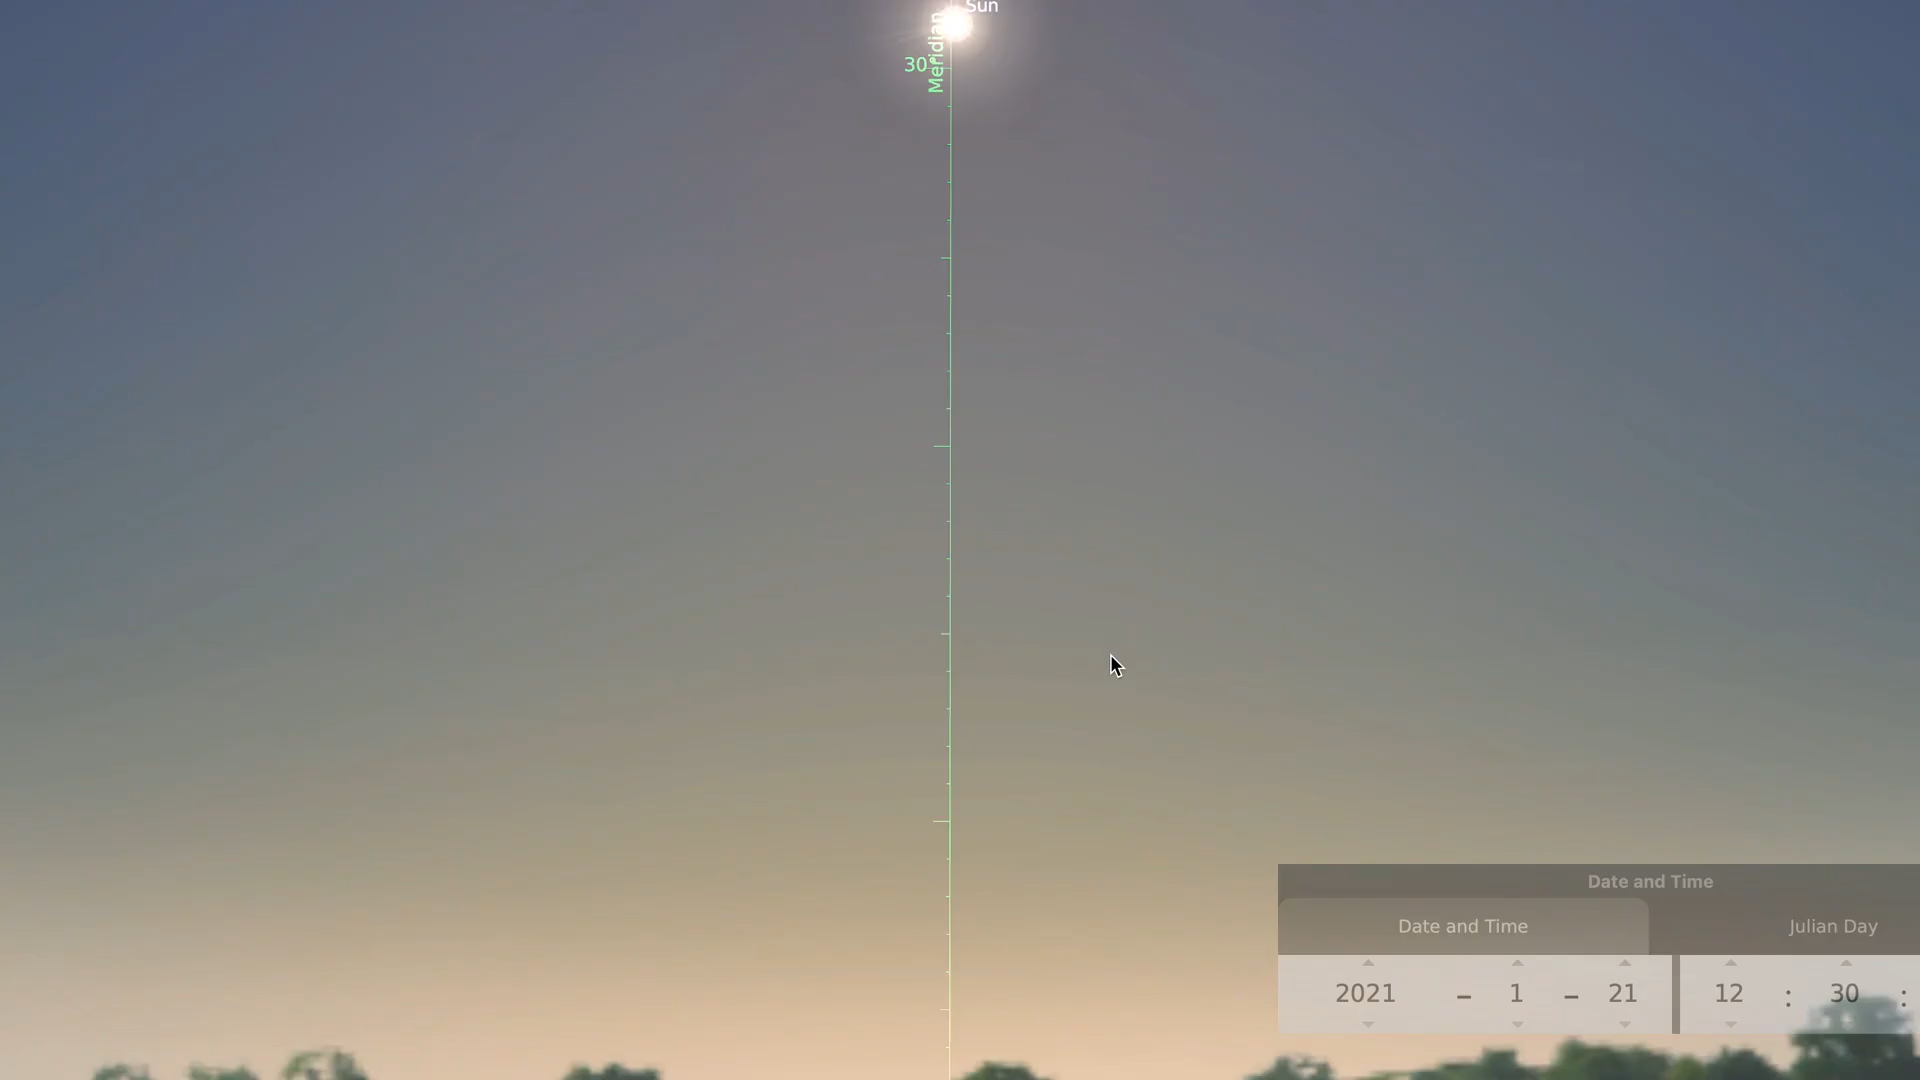 Sun
Meridian
30°
Date and Time
Date and Time
Julian Day
2021 – 1 – 21 12 : 30 :